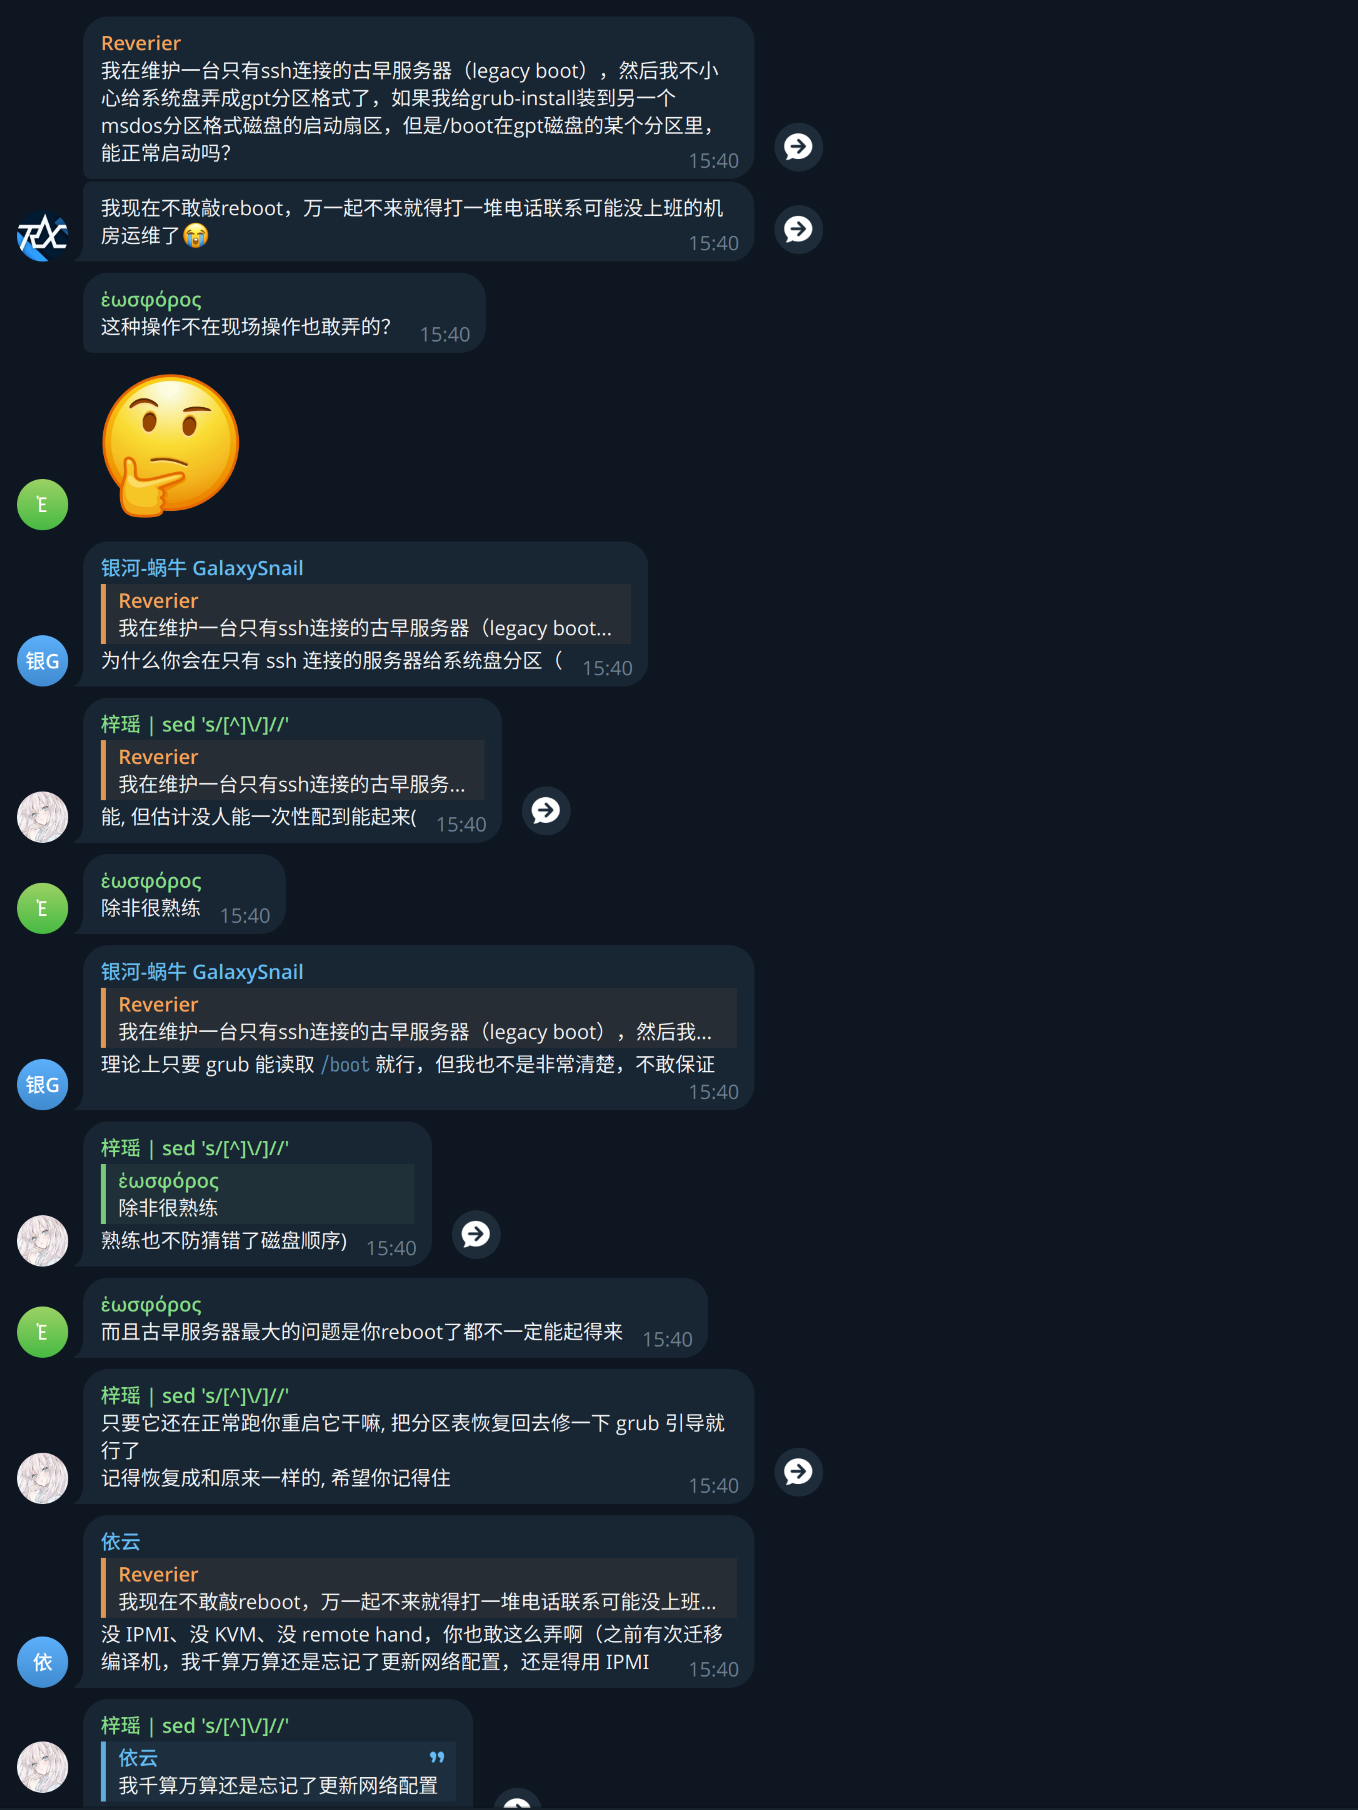 Reverier
我在维护一台只有ssh连接的古早服务器（legacy boot），然后我不小
心给系统盘弄成gpt分区格式了，如果我给grub-install装到另一个
msdos分区格式磁盘的启动扇区，但是/boot在gpt磁盘的某个分区里，
能正常启动吗？
15:40
我现在不敢敲reboot，万一起不来就得打一堆电话联系可能没上班的机
房运维了😭
15:40
ἑωσφόρος
这种操作不在现场操作也敢弄的？
15:40
Ἑ
银河-蜗牛 GalaxySnail
Reverier
我在维护一台只有ssh连接的古早服务器（legacy boot...
为什么你会在只有 ssh 连接的服务器给系统盘分区（
15:40
银G
梓瑶 | sed 's/[^]\/]//'
Reverier
我在维护一台只有ssh连接的古早服务...
能, 但估计没人能一次性配到能起来(
15:40
ἑωσφόρος
除非很熟练
15:40
Ἑ
银河-蜗牛 GalaxySnail
Reverier
我在维护一台只有ssh连接的古早服务器（legacy boot），然后我...
理论上只要 grub 能读取 /boot 就行，但我也不是非常清楚，不敢保证
15:40
银G
梓瑶 | sed 's/[^]\/]//'
ἑωσφόρος
除非很熟练
熟练也不防猜错了磁盘顺序)
15:40
ἑωσφόρος
而且古早服务器最大的问题是你reboot了都不一定能起得来
15:40
Ἑ
梓瑶 | sed 's/[^]\/]//'
只要它还在正常跑你重启它干嘛, 把分区表恢复回去修一下 grub 引导就
行了
记得恢复成和原来一样的, 希望你记得住
15:40
依云
Reverier
我现在不敢敲reboot，万一起不来就得打一堆电话联系可能没上班...
没 IPMI、没 KVM、没 remote hand，你也敢这么弄啊（之前有次迁移
编译机，我千算万算还是忘记了更新网络配置，还是得用 IPMI
15:40
依
梓瑶 | sed 's/[^]\/]//'
依云
我千算万算还是忘记了更新网络配置